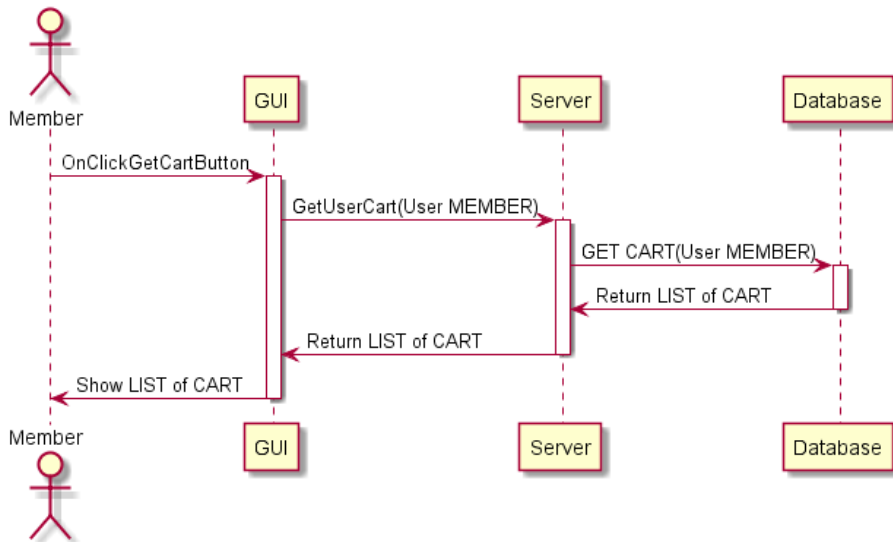 Member
GUI
Server
Database
OnClickGetCartButton
GetUserCart(User MEMBER)
GET CART(User MEMBER)
Return LIST of CART
Return LIST of CART
Show LIST of CART
Member
GUI
Server
Database